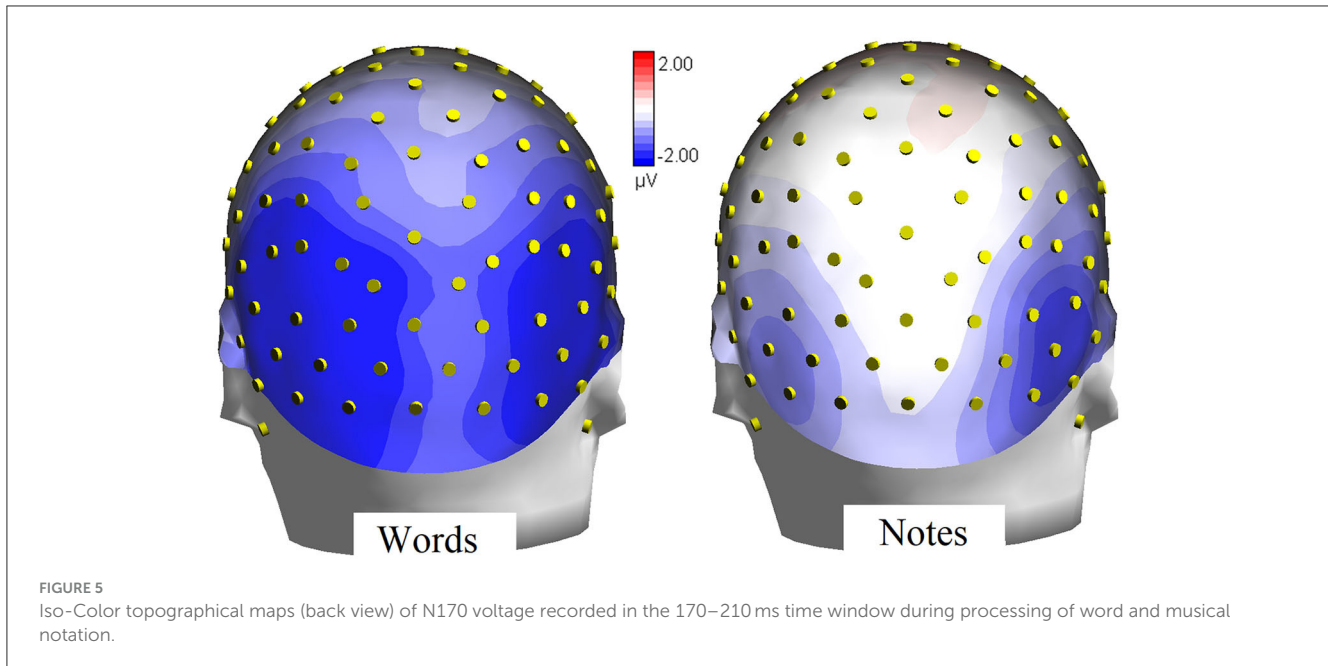 2.00
-2.00
µV
Words
Notes
FIGURE 5
Iso-Color topographical maps (back view) of N170 voltage recorded in the 170–210 ms time window during processing of word and musical
notation.